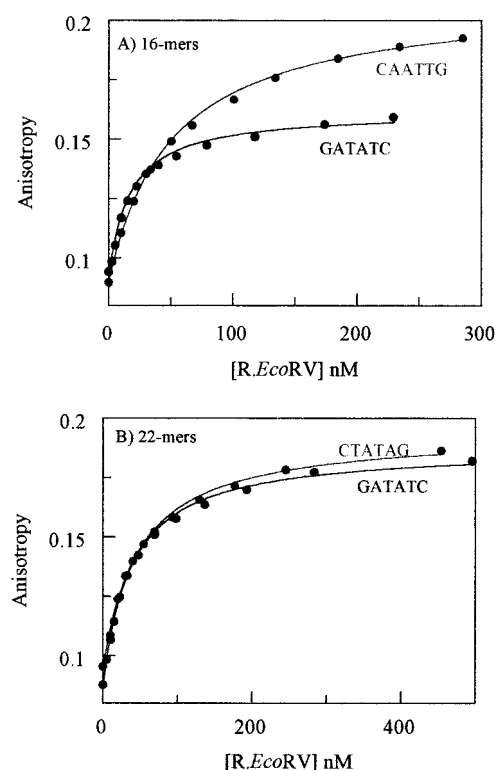 0.2
A) 16-mers
CAATTG
0.15
GATATC
Anisotropy
0.1
0 100 200 300
[R.EcoRV] nM
0.2
B) 22-mers
CTATAG
GATATC
0.15
Anisotropy
0.1
0 200 400
[R.EcoRV] nM